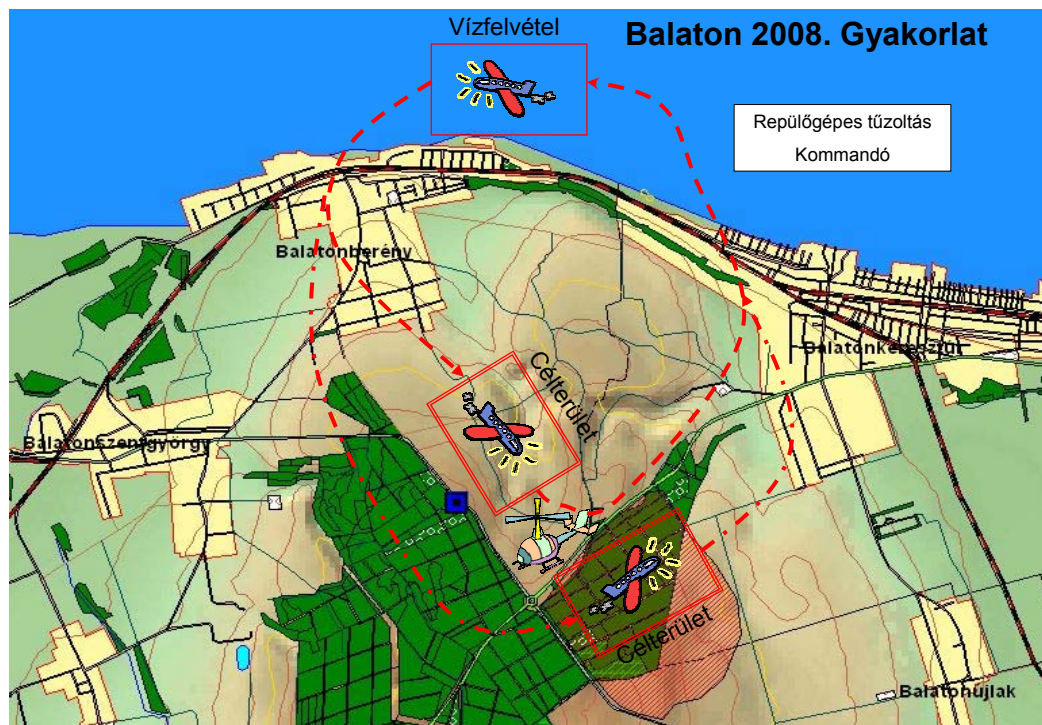 Vízfelvétel
Balaton 2008. Gyakorlat
Repülőgépes tűzoltás
Kommandó
Balatonberény
Balatonkeresztúr
Célterület
Balatonszentgyörgy
Célterület
Balatonújlak